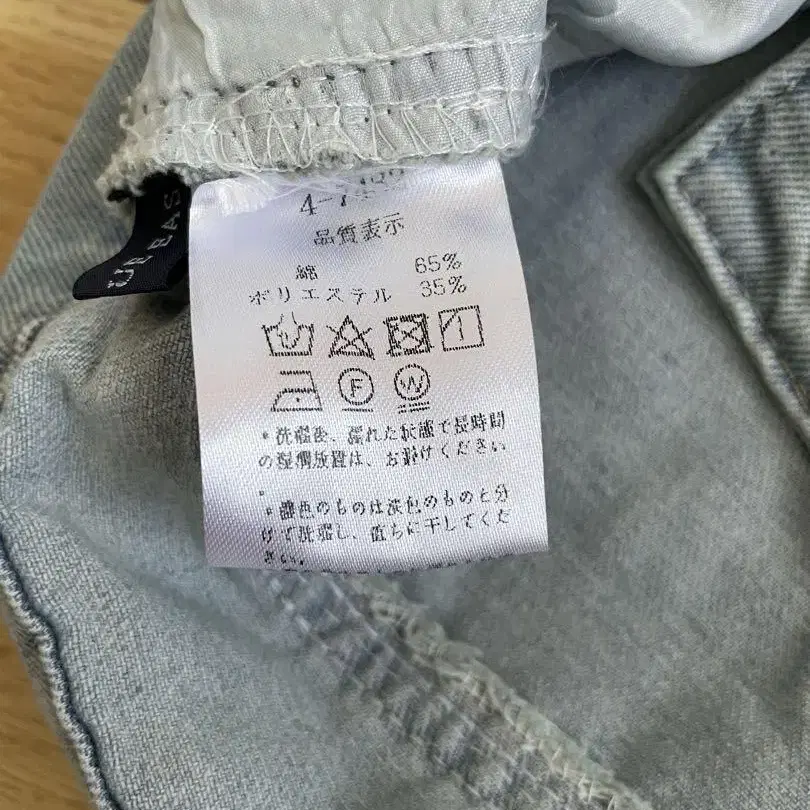 品質表示
綿 65%
ポリエステル 35%
1
F W
*洗濯後、濡れた状態で長時間
の湿潤放置は、お避けください
。
*濃色のものは淡色のものと分
けて洗濯し、直ちに干してくだ
さい。